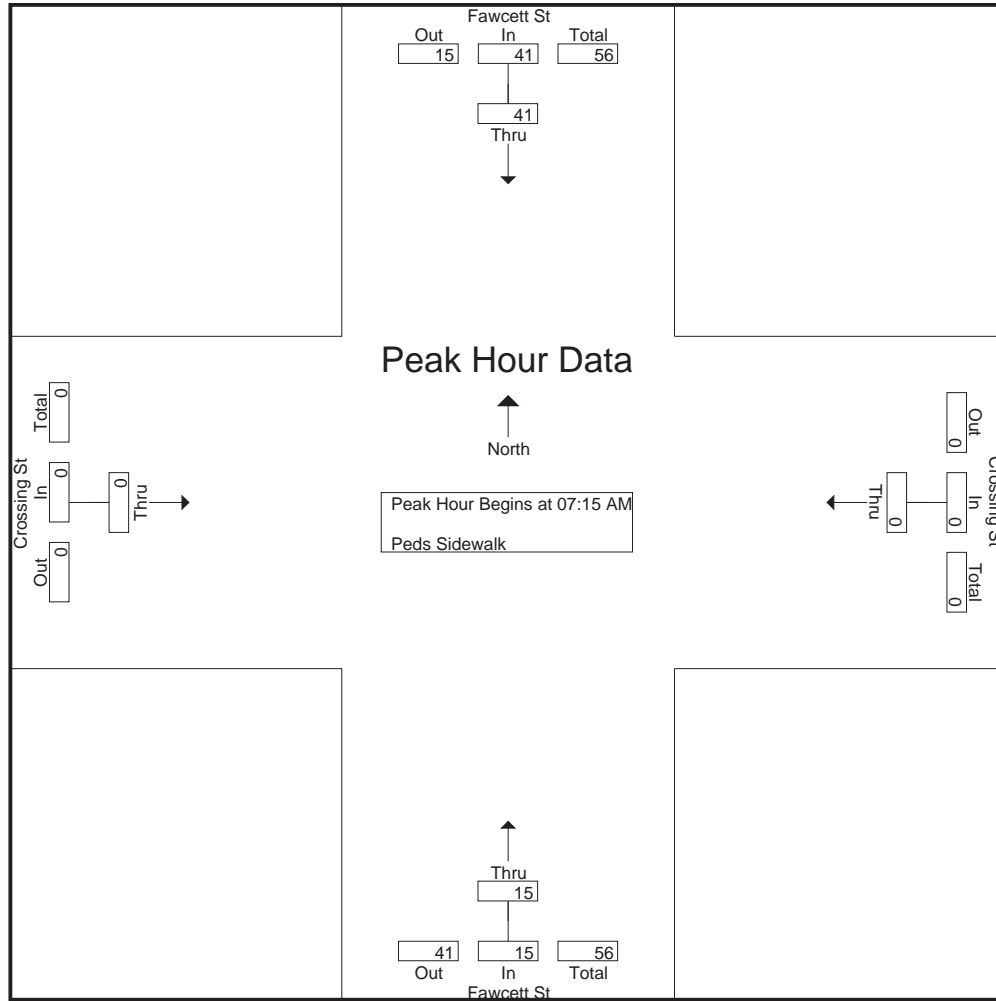 Fawcett St
Out In Total
15 41 56
41
Thru
Peak Hour Data
North
Peak Hour Begins at 07:15 AM
Peds Sidewalk
Crossing St
Total In Out
0 0 0
0
Thru
Crossing St
Out In Total
0 0 0
0
Thru
Thru
15
41 15 56
Out In Total
Fawcett St